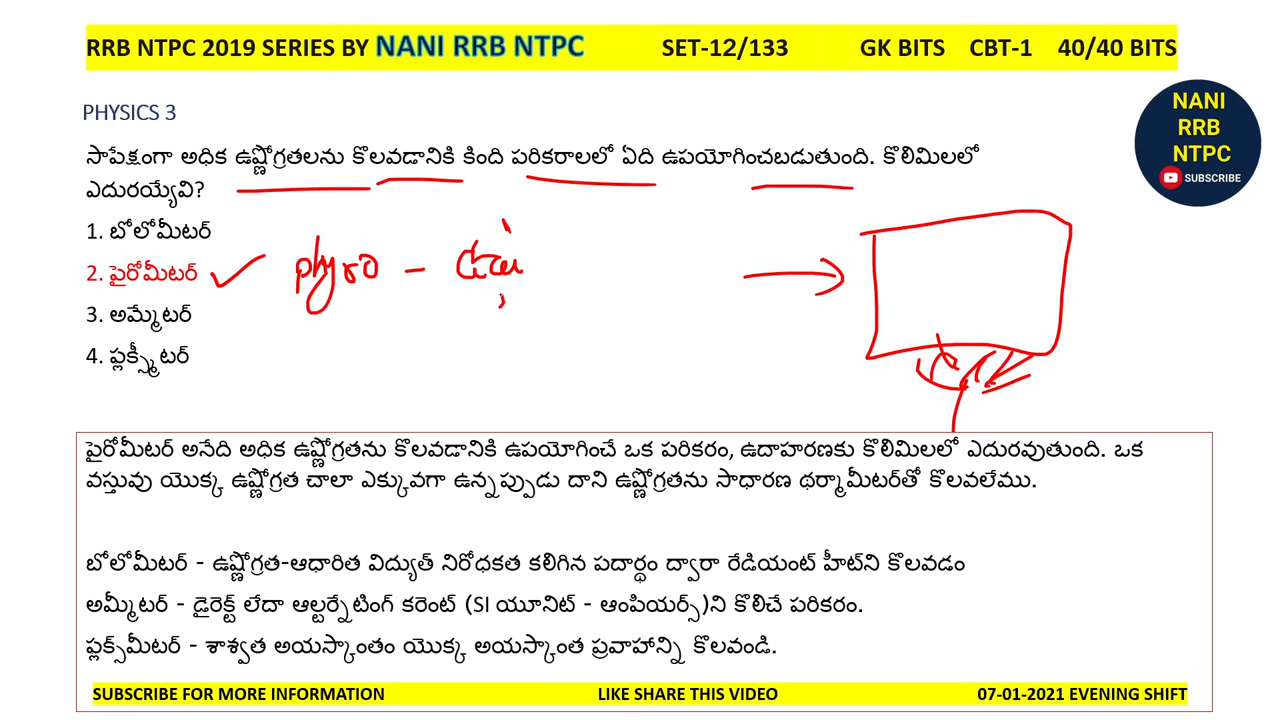 RRB NTPC 2019 SERIES BY NANI RRB NTPC SET-12/133 GK BITS CBT-1 40/40 BITS
NANI
RRB
NTPC
SUBSCRIBE
PHYSICS 3
సాపేక్షంగా అధిక ఉష్ణోగ్రతలను కొలవడానికి కింది పరికరాలలో ఏది ఉపయోగించబడుతుంది. కొలిమిలలో
ఎదురయ్యేవి?
1. బోలోమీటర్
2. పైరోమీటర్
3. అమ్మేటర్
4. ఫ్లక్స్మీటర్
phyro –
పైరోమీటర్ అనేది అధిక ఉష్ణోగ్రతను కొలవడానికి ఉపయోగించే ఒక పరికరం, ఉదాహరణకు కొలిమిలలో ఎదురవుతుంది. ఒక
వస్తువు యొక్క ఉష్ణోగ్రత చాలా ఎక్కువగా ఉన్నప్పుడు దాని ఉష్ణోగ్రతను సాధారణ థర్మామీటర్‌తో కొలవలేము.
బోలోమీటర్ - ఉష్ణోగ్రత-ఆధారిత విద్యుత్ నిరోధకత కలిగిన పదార్థం ద్వారా రేడియంట్ హీట్‌ని కొలవడం
అమ్మీటర్ - డైరెక్ట్ లేదా ఆల్టర్నేటింగ్ కరెంట్ (SI యూనిట్ - ఆంపియర్స్)ని కొలిచే పరికరం.
ఫ్లక్స్‌మీటర్ - శాశ్వత అయస్కాంతం యొక్క అయస్కాంత ప్రవాహాన్ని కొలవండి.
SUBSCRIBE FOR MORE INFORMATION LIKE SHARE THIS VIDEO 07-01-2021 EVENING SHIFT